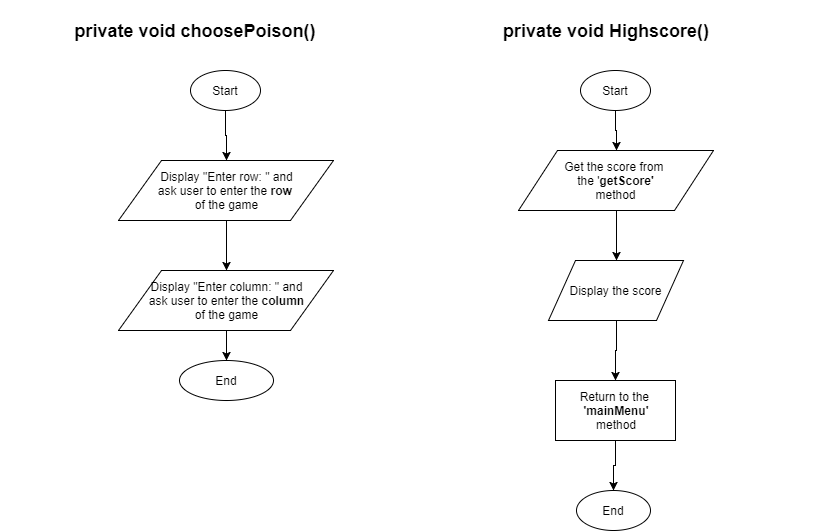 private void choosePoison()
Start
Display "Enter row: " and
ask user to enter the row
of the game
Display "Enter column: " and
ask user to enter the column
of the game
End
private void Highscore()
Start
Get the score from
the 'getScore'
method
Display the score
Return to the
'mainMenu'
method
End